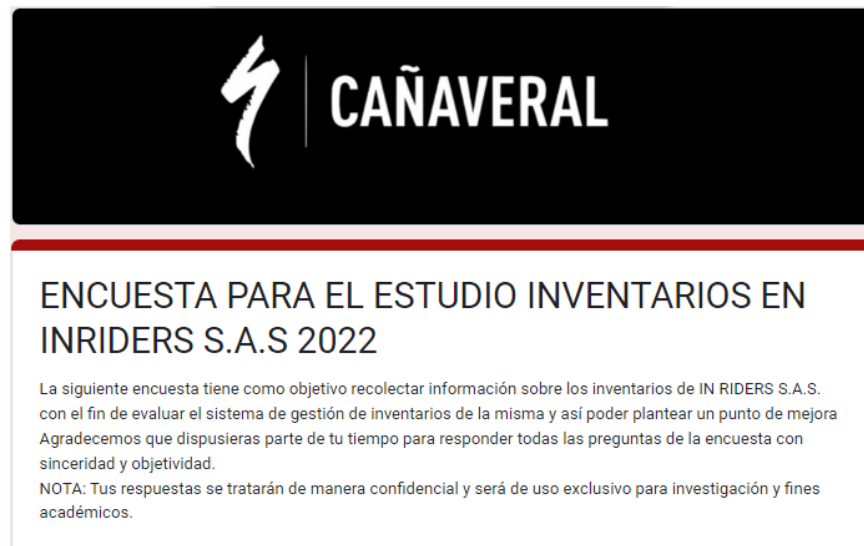 CAÑAVERAL
ENCUESTA PARA EL ESTUDIO INVENTARIOS EN
INRIDERS S.A.S 2022
La siguiente encuesta tiene como objetivo recolectar información sobre los inventarios de IN RIDERS S.A.S.
con el fin de evaluar el sistema de gestión de inventarios de la misma y así poder plantear un punto de mejora
Agradecemos que dispusieras parte de tu tiempo para responder todas las preguntas de la encuesta con
sinceridad y objetividad.
NOTA: Tus respuestas se tratarán de manera confidencial y será de uso exclusivo para investigación y fines
académicos.